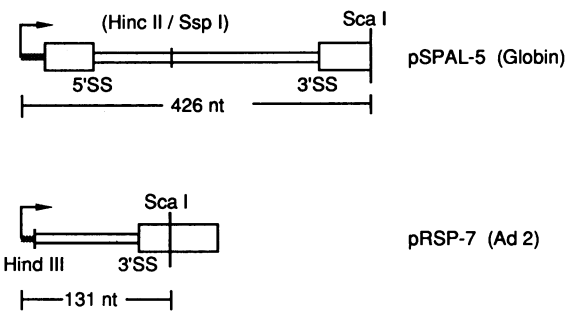 (Hinc II / Ssp I)
Sca I
pSPAL-5 (Globin)
5'SS
3'SS
426 nt
Sca I
pRSP-7 (Ad 2)
Hind III
3'SS
131 nt